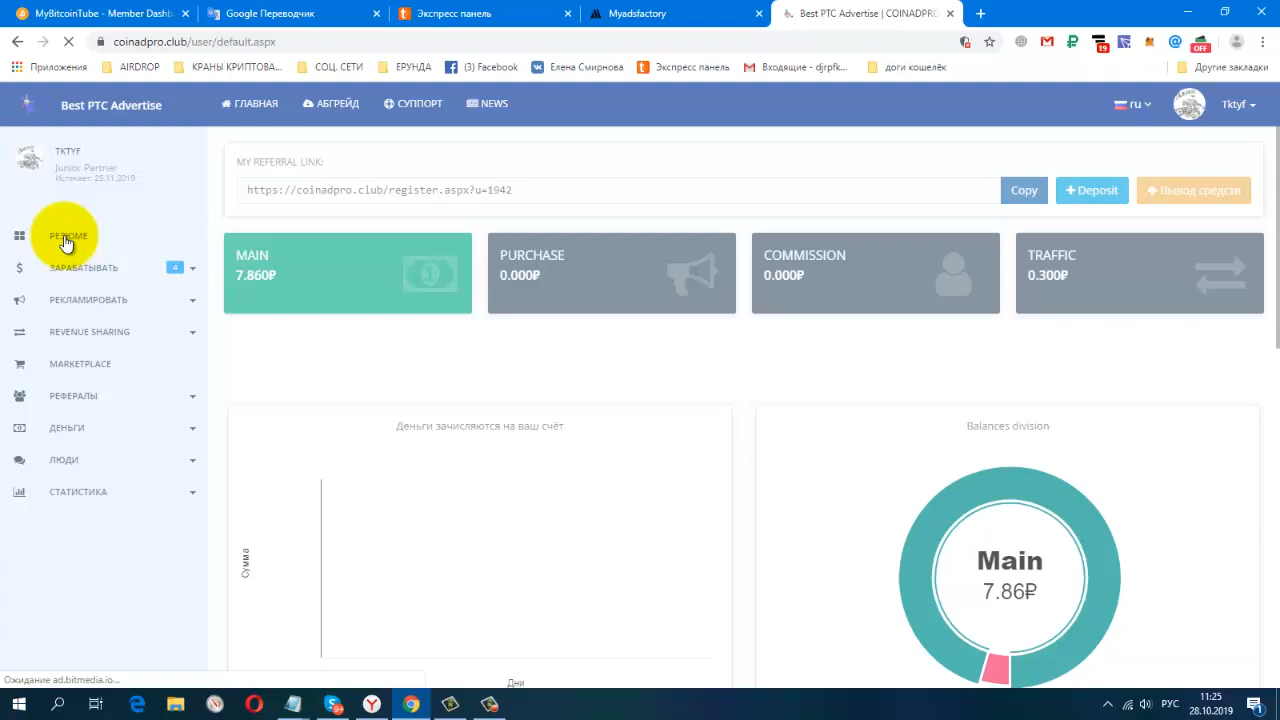 MyBitcoinTube - Member Dashb
Google Переводчик
Экспресс панель
Myadsfactory
Best PTC Advertise | COINADPRO.
coinadpro.club/user/default.aspx
19
OFF
Приложения
AIRDROP
КРАНЫ КРИПТОВА...
СОЦ. СЕТИ
ЕРУНДА
(3) Facebook
Елена Смирнова
Экспресс панель
Входящие - djrpfk...
доги кошелёк
Другие закладки
Best PTC Advertise
ГЛАВНАЯ
АБГРЕЙД
СУППОРТ
NEWS
ru
Tktyf
TKTYF
Junior Partner
Истекает: 25.11.2019
MY REFERRAL LINK:
https://coinadpro.club/register.aspx?u=1942
Copy
Deposit
Вывод средств
РЕЗЮМЕ
ЗАРАБАТЫВАТЬ
4
РЕКЛАМИРОВАТЬ
REVENUE SHARING
MARKETPLACE
РЕФЕРАЛЫ
ДЕНЬГИ
ЛЮДИ
СТАТИСТИКА
MAIN
7.860₽
PURCHASE
0.000₽
COMMISSION
0.000₽
TRAFFIC
0.300₽
Деньги зачисляются на ваш счёт
Сумма
Дни
Balances division
Main
7.86₽
Ожидание ad.bitmedia.io...
РУС
11:25
28.10.2019